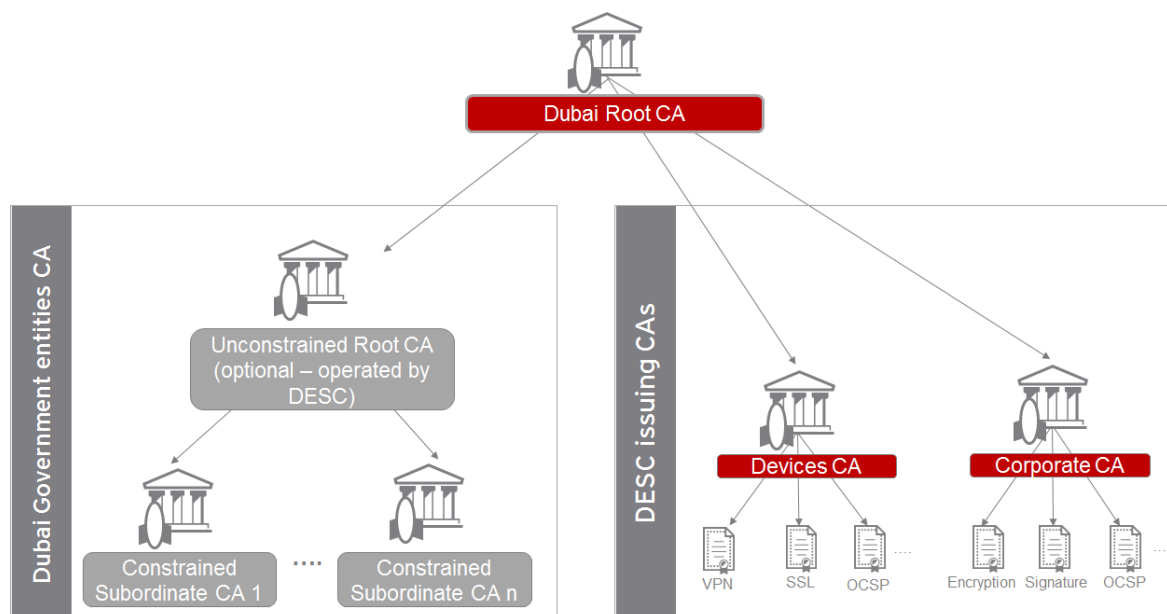 Dubai Root CA
Dubai Government entities CA
Unconstrained Root CA
(optional – operated by
DESC)
Constrained
Subordinate CA 1
....
Constrained
Subordinate CA n
DESC issuing CAs
Devices CA
Corporate CA
VPN
SSL
OCSP
....
Encryption
Signature
OCSP
....